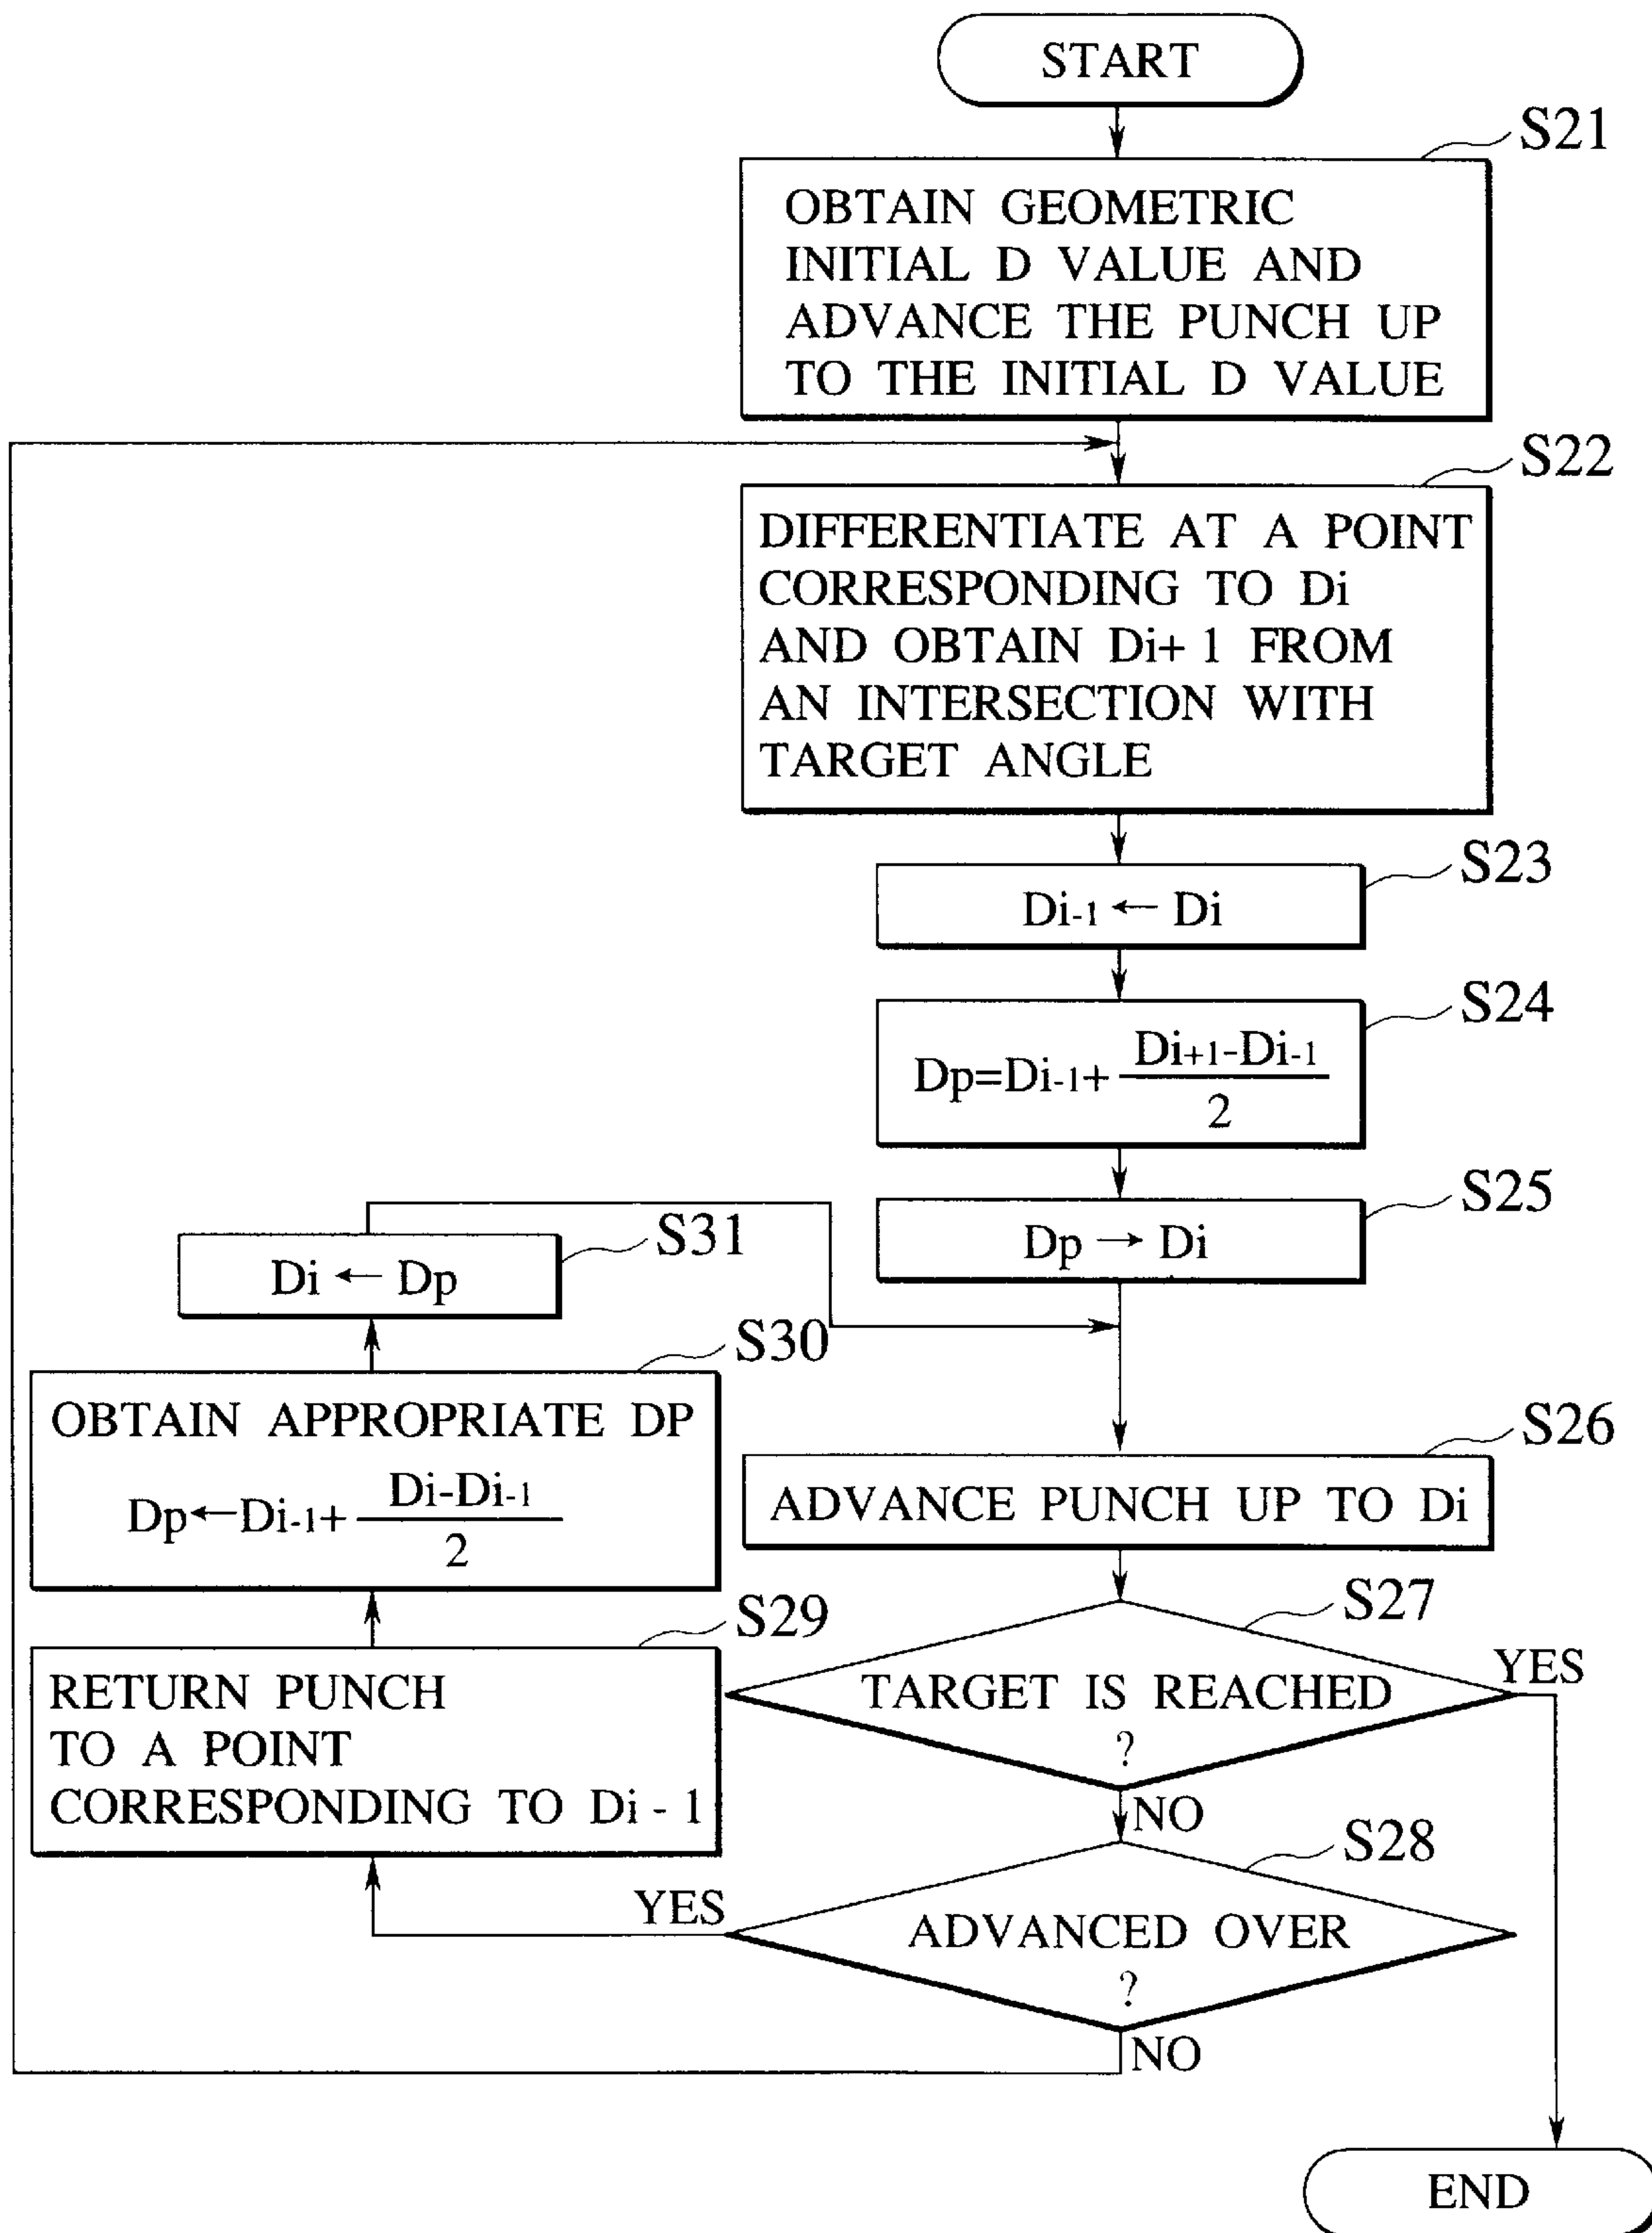 START
S21
OBTAIN GEOMETRIC
INITIAL D VALUE AND
ADVANCE THE PUNCH UP
TO THE INITIAL D VALUE
S22
DIFFERENTIATE AT A POINT
CORRESPONDING TO Di
AND OBTAIN Di+ 1 FROM
AN INTERSECTION WITH
TARGET ANGLE
S23
Di-1 ← Di
S24
Dp=Di-1+ Di+1-Di-1
2
S25
Dp → Di
S31
Di ← Dp
S30
OBTAIN APPROPRIATE DP
Dp←Di-1+ Di-Di-1
2
S26
ADVANCE PUNCH UP TO Di
S27
TARGET IS REACHED
?
YES
NO
S29
RETURN PUNCH
TO A POINT
CORRESPONDING TO Di - 1
S28
ADVANCED OVER
?
YES
NO
END